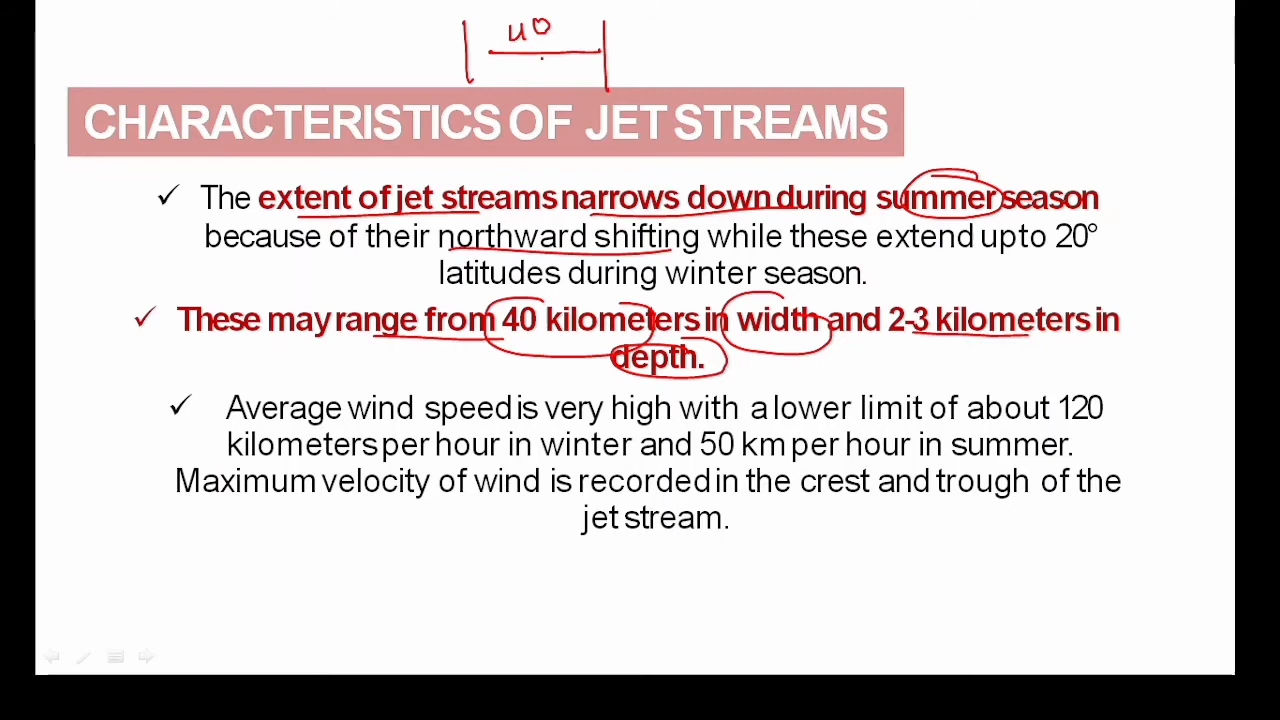 40
CHARACTERISTICS OF JET STREAMS
✓ The extent of jet streams narrows down during summer season
because of their northward shifting while these extend upto 20°
latitudes during winter season.
✓ These may range from 40 kilometers in width and 2-3 kilometers in
depth.
✓ Average wind speed is very high with a lower limit of about 120
kilometers per hour in winter and 50 km per hour in summer.
Maximum velocity of wind is recorded in the crest and trough of the
jet stream.